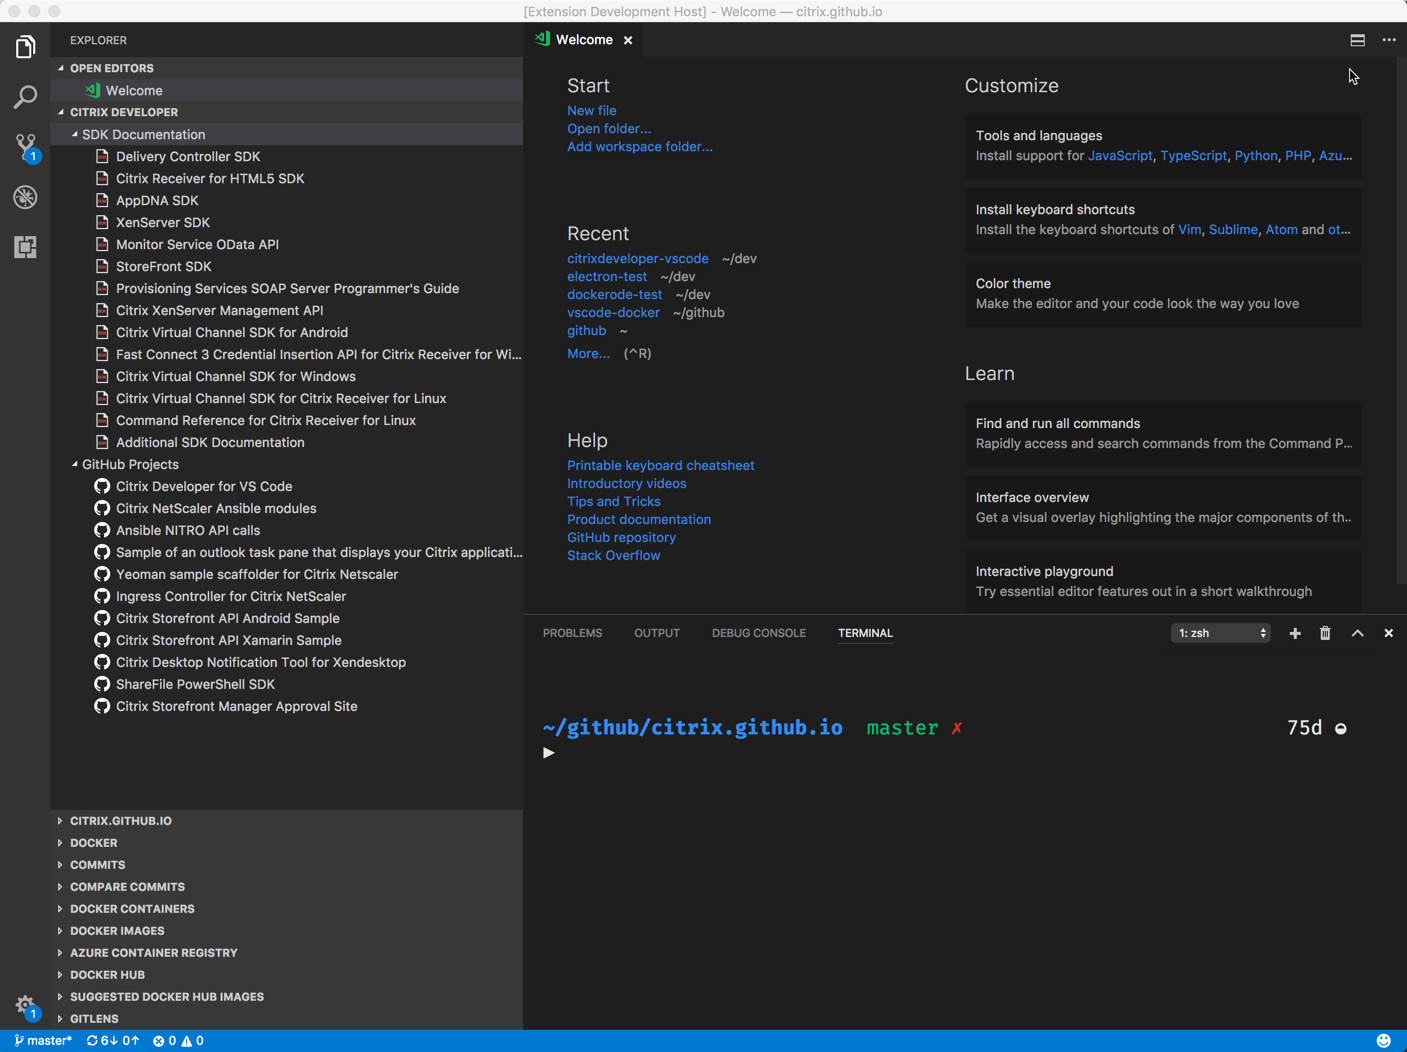 [Extension Development Host] - Welcome — citrix.github.io
EXPLORER
OPEN EDITORS
Welcome
CITRIX DEVELOPER
SDK Documentation
Delivery Controller SDK
Citrix Receiver for HTML5 SDK
AppDNA SDK
XenServer SDK
Monitor Service OData API
StoreFront SDK
Provisioning Services SOAP Server Programmer's Guide
Citrix XenServer Management API
Citrix Virtual Channel SDK for Android
Fast Connect 3 Credential Insertion API for Citrix Receiver for Wi...
Citrix Virtual Channel SDK for Windows
Citrix Virtual Channel SDK for Citrix Receiver for Linux
Command Reference for Citrix Receiver for Linux
Additional SDK Documentation
GitHub Projects
Citrix Developer for VS Code
Citrix NetScaler Ansible modules
Ansible NITRO API calls
Sample of an outlook task pane that displays your Citrix applicati...
Yeoman sample scaffolder for Citrix Netscaler
Ingress Controller for Citrix NetScaler
Citrix Storefront API Android Sample
Citrix Storefront API Xamarin Sample
Citrix Desktop Notification Tool for Xendesktop
ShareFile PowerShell SDK
Citrix Storefront Manager Approval Site
CITRIX.GITHUB.IO
DOCKER
COMMITS
COMPARE COMMITS
DOCKER CONTAINERS
DOCKER IMAGES
AZURE CONTAINER REGISTRY
DOCKER HUB
SUGGESTED DOCKER HUB IMAGES
GITLENS
1
1
Welcome ×
Start
New file
Open folder...
Add workspace folder...
Recent
citrixdeveloper-vscode ~/dev
electron-test ~/dev
dockerode-test ~/dev
vscode-docker ~/github
github ~
More... (^R)
Help
Printable keyboard cheatsheet
Introductory videos
Tips and Tricks
Product documentation
GitHub repository
Stack Overflow
Customize
Tools and languages
Install support for JavaScript, TypeScript, Python, PHP, Azu...
Install keyboard shortcuts
Install the keyboard shortcuts of Vim, Sublime, Atom and ot...
Color theme
Make the editor and your code look the way you love
Learn
Find and run all commands
Rapidly access and search commands from the Command P...
Interface overview
Get a visual overlay highlighting the major components of th...
Interactive playground
Try essential editor features out in a short walkthrough
PROBLEMS OUTPUT DEBUG CONSOLE TERMINAL 1: zsh
~/github/citrix.github.io master ✗ 75d
master* 6↓ 0↑ 0 0